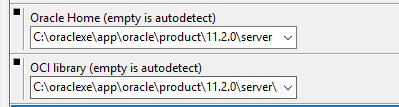 Oracle Home (empty is autodetect)
C:\oraclexe\app\oracle\product\11.2.0\server
OCI library (empty is autodetect)
C:\oraclexe\app\oracle\product\11.2.0\server\